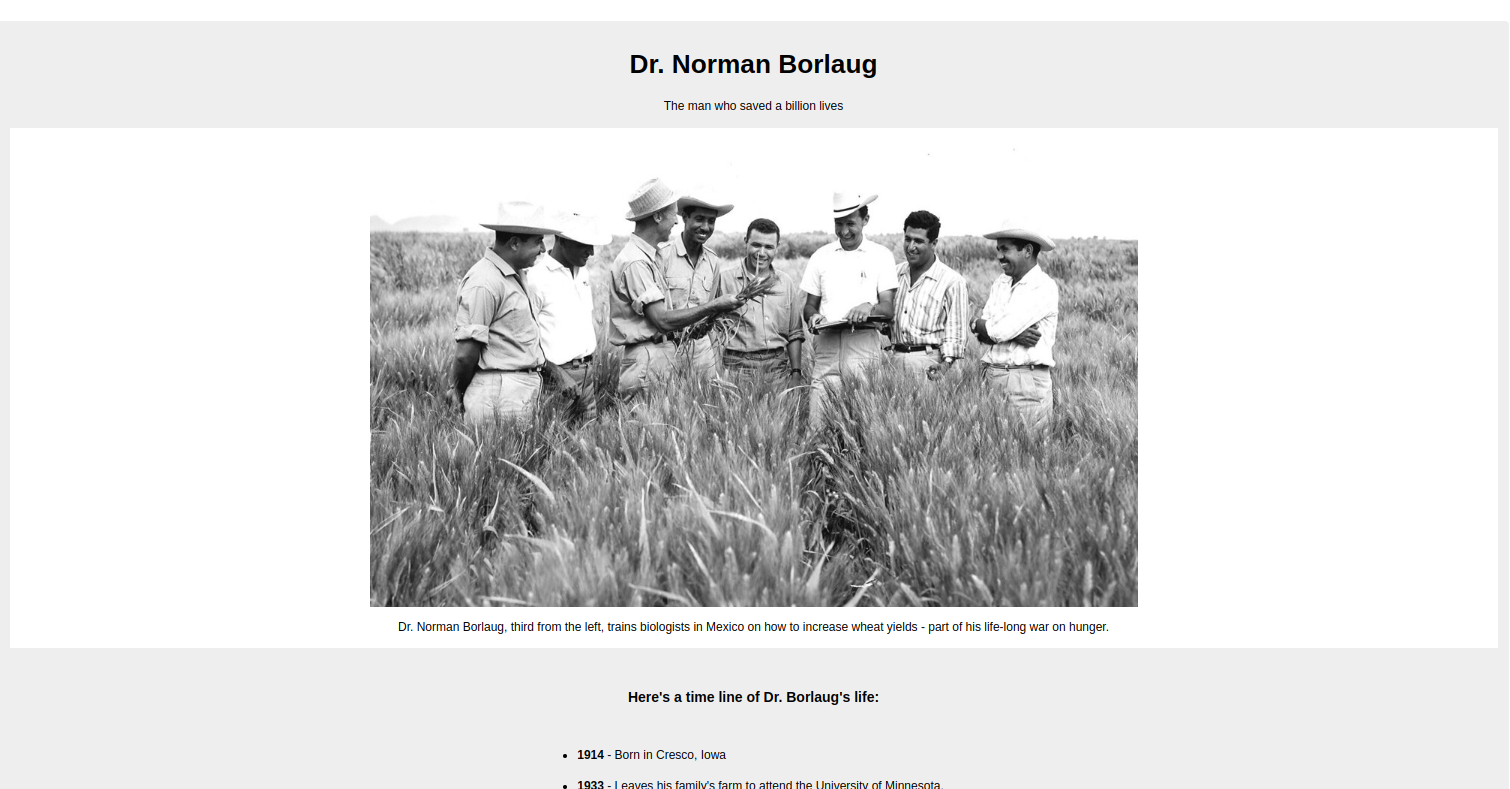 Dr. Norman Borlaug
The man who saved a billion lives
Dr. Norman Borlaug, third from the left, trains biologists in Mexico on how to increase wheat yields - part of his life-long war on hunger.
Here's a time line of Dr. Borlaug's life:
1914 - Born in Cresco, Iowa
1933 - Leaves his family's farm to attend the University of Minnesota,